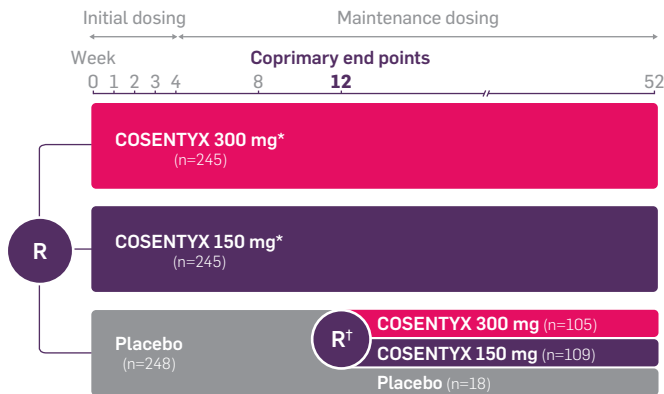 Initial dosing Maintenance dosing
Week Coprimary end points
0 1 2 3 4 8 12 52
COSENTYX 300 mg*
(n=245)
R
COSENTYX 150 mg*
(n=245)
Placebo
(n=248)
R†
COSENTYX 300 mg (n=105)
COSENTYX 150 mg (n=109)
Placebo (n=18)